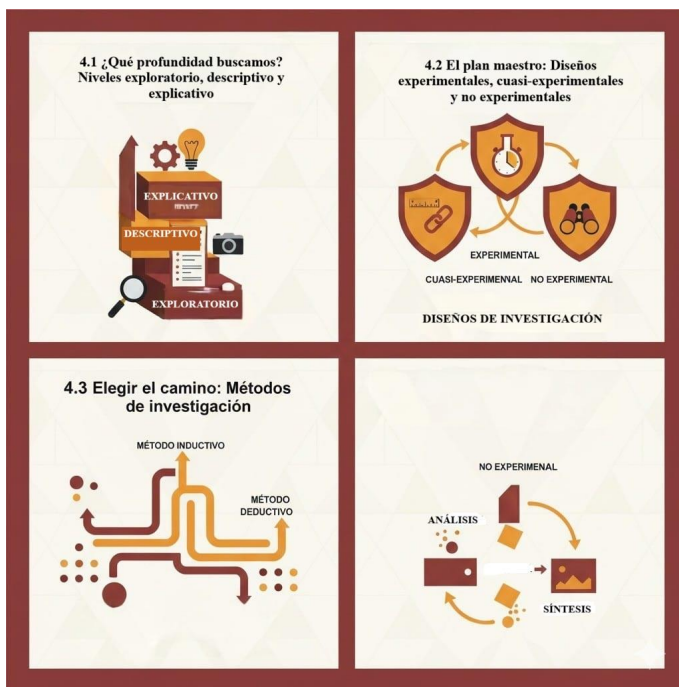 4.1 ¿Qué profundidad buscamos?
Niveles exploratorio, descriptivo y
explicativo
EXPLICATIVO
DESCRIPTIVO
EXPLORATORIO
4.2 El plan maestro: Diseños
experimentales, cuasi-experimentales
y no experimentales
EXPERIMENTAL
CUASI-EXPERIMENNAL NO EXPERIMENTAL
DISEÑOS DE INVESTIGACIÓN
4.3 Elegir el camino: Métodos
de investigación
MÉTODO INDUCTIVO
MÉTODO
DEDUCTIVO
NO EXPERIMENAL
ANÁLISIS
SÍNTESIS